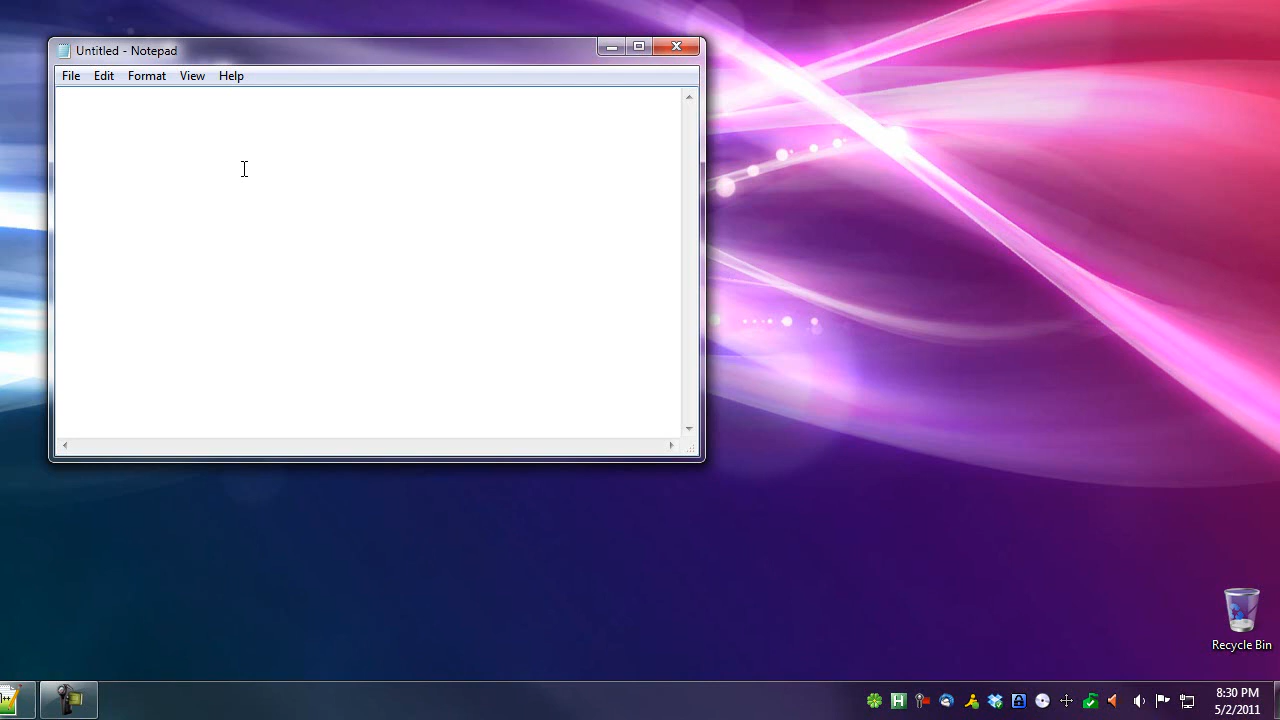 Untitled - Notepad
File Edit Format View Help
Recycle Bin
8:30 PM
5/2/2011